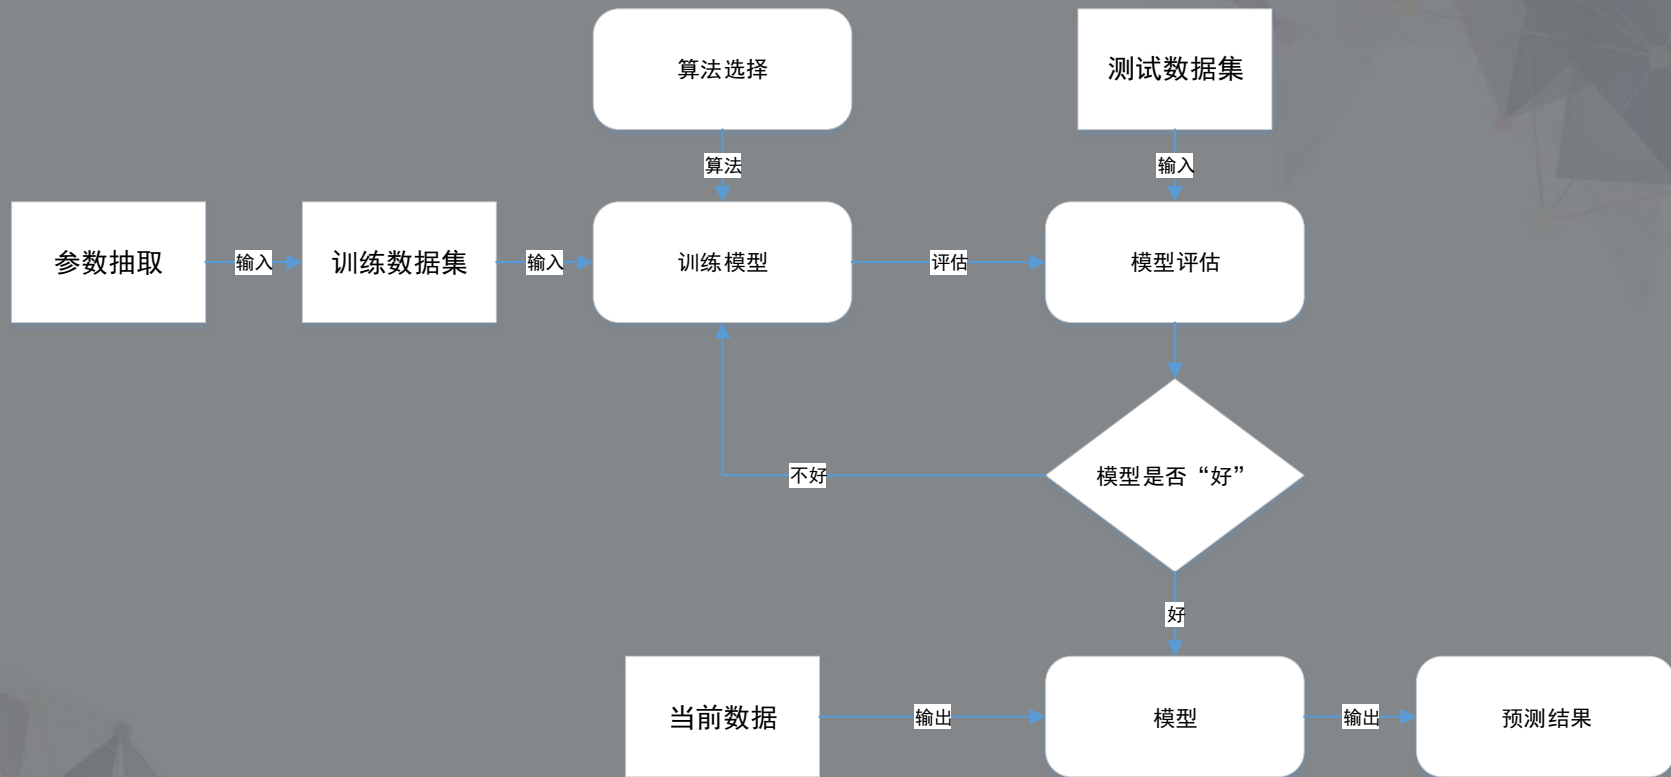 算法选择
测试数据集
算法
输入
参数抽取
输入
训练数据集
输入
训练模型
评估
模型评估
不好
模型是否“好”
好
当前数据
输出
模型
输出
预测结果